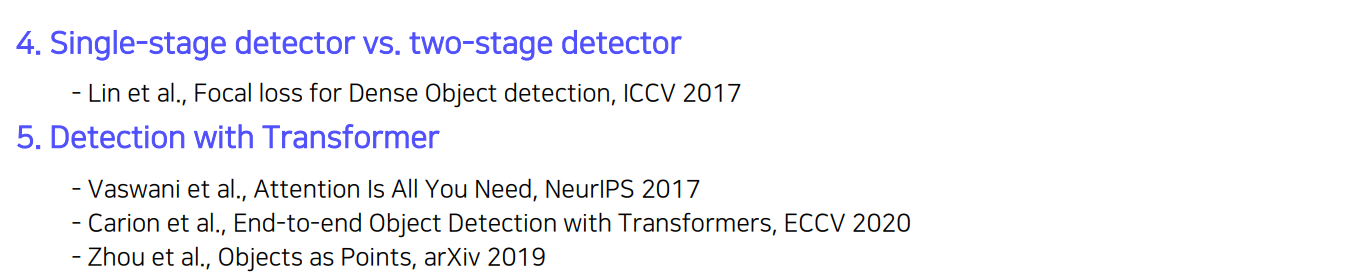 4. Single-stage detector vs. two-stage detector
- Lin et al., Focal loss for Dense Object detection, ICCV 2017
5. Detection with Transformer
- Vaswani et al., Attention Is All You Need, NeurIPS 2017
- Carion et al., End-to-end Object Detection with Transformers, ECCV 2020
- Zhou et al., Objects as Points, arXiv 2019